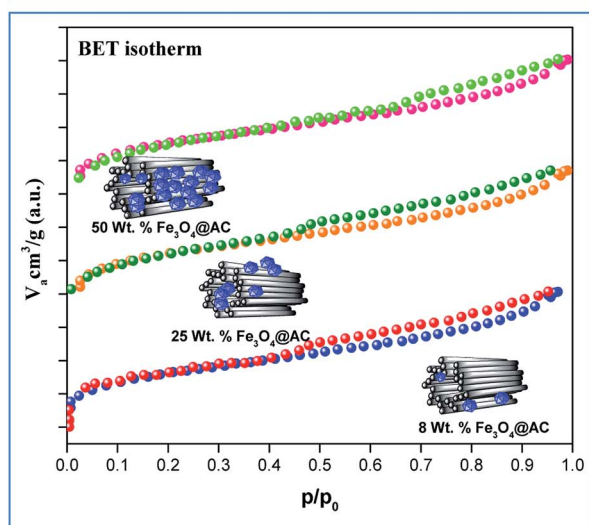 BET isotherm
Vₐ cm³/g (a.u.)
50 Wt. % Fe₃O₄@AC
25 Wt. % Fe₃O₄@AC
8 Wt. % Fe₃O₄@AC
0.0 0.1 0.2 0.3 0.4 0.5 0.6 0.7 0.8 0.9 1.0
p/p₀